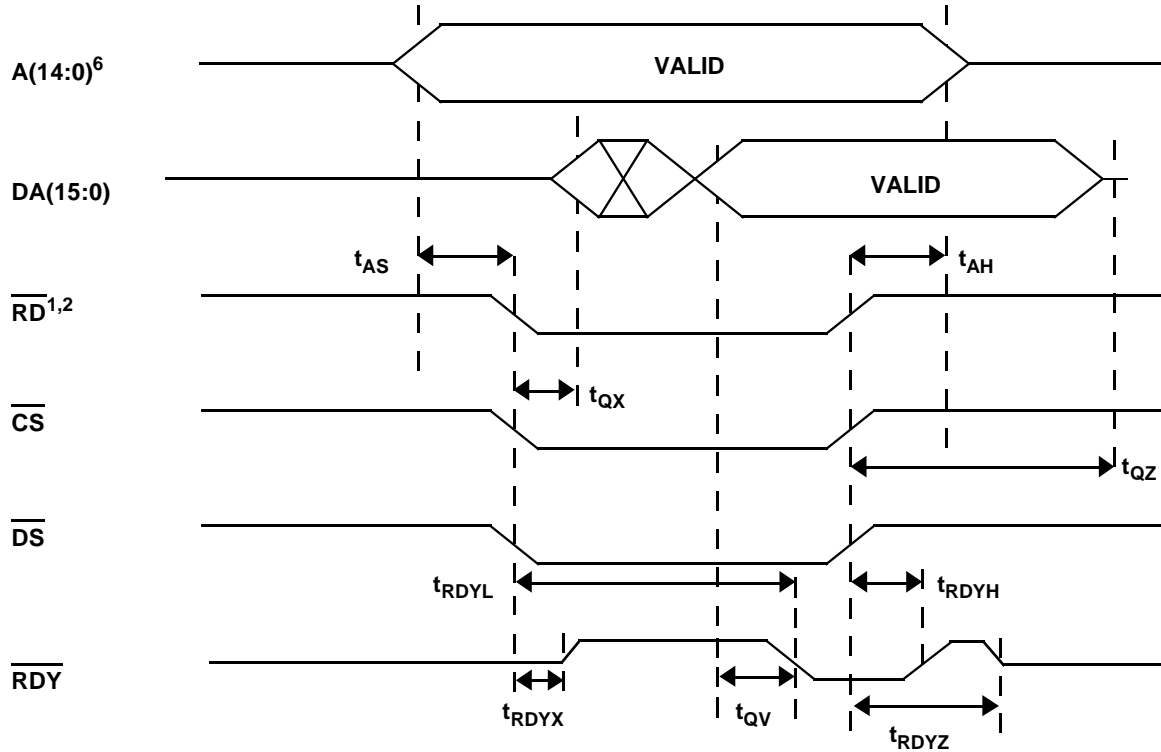 A(14:0)6
VALID
DA(15:0)
VALID
tAS
tAH
RD1,2
tQX
CS
tQZ
DS
tRDYL
tRDYH
RDY
tRDYX
tQV
tRDYZ